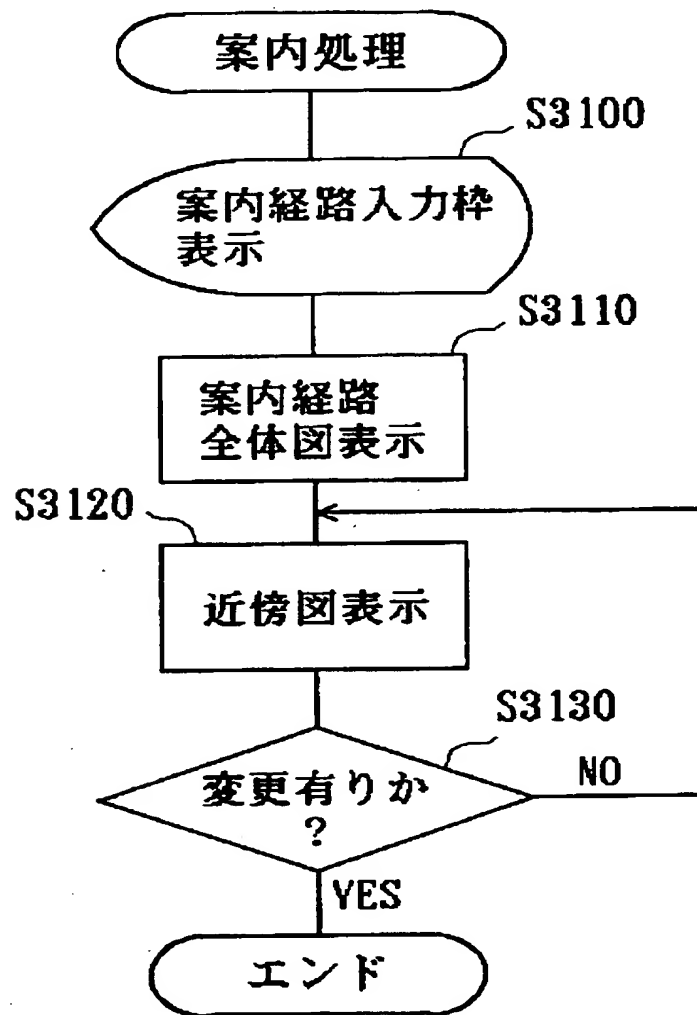 案内処理
S3100
案内経路入力枠
表示
S3110
案内経路
全体図表示
S3120
近傍図表示
S3130
変更有りか
?
NO
YES
エンド